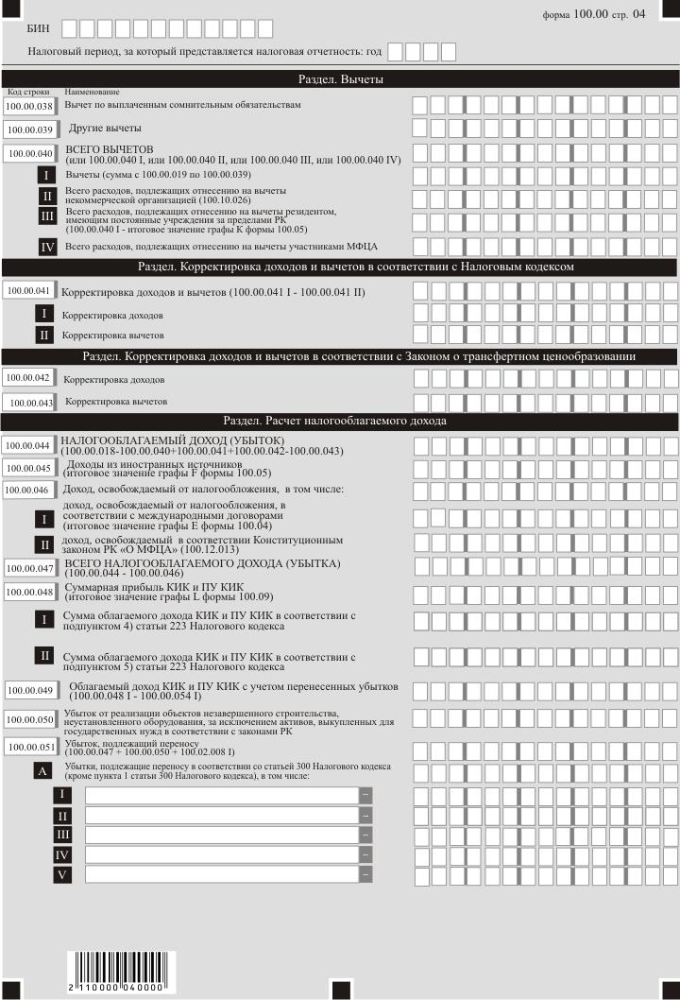 форма 100.00 стр. 04
БИН
Налоговый период, за который представляется налоговая отчетность: год
Раздел. Вычеты
Код строки Наименование
100.00.038 Вычет по выплаченным сомнительным обязательствам
100.00.039 Другие вычеты
100.00.040 ВСЕГО ВЫЧЕТОВ
(или 100.00.040 I, или 100.00.040 II, или 100.00.040 III, или 100.00.040 IV)
I Вычеты (сумма с 100.00.019 по 100.00.039)
II Всего расходов, подлежащих отнесению на вычеты
некоммерческой организацией (100.10.026)
III Всего расходов, подлежащих отнесению на вычеты резидентом,
имеющим постоянные учреждения за пределами РК
(100.00.040 I - итоговое значение графы K формы 100.05)
IV Всего расходов, подлежащих отнесению на вычеты участниками МФЦА
Раздел. Корректировка доходов и вычетов в соответствии с Налоговым кодексом
100.00.041 Корректировка доходов и вычетов (100.00.041 I - 100.00.041 II)
I Корректировка доходов
II Корректировка вычетов
Раздел. Корректировка доходов и вычетов в соответствии с Законом о трансфертном ценообразовании
100.00.042 Корректировка доходов
100.00.043 Корректировка вычетов
Раздел. Расчет налогооблагаемого дохода
100.00.044 НАЛОГООБЛАГАЕМЫЙ ДОХОД (УБЫТОК)
(100.00.018-100.00.040+100.00.041+100.00.042-100.00.043)
100.00.045 Доходы из иностранных источников
(итоговое значение графы F формы 100.05)
100.00.046 Доход, освобождаемый от налогообложения, в том числе:
I доход, освобождаемый от налогообложения, в
соответствии с международными договорами
(итоговое значение графы E формы 100.04)
II доход, освобождаемый в соответствии Конституционным
законом РК «О МФЦА» (100.12.013)
100.00.047 ВСЕГО НАЛОГООБЛАГАЕМОГО ДОХОДА (УБЫТКА)
(100.00.044 - 100.00.046)
100.00.048 Суммарная прибыль КИК и ПУ КИК
(итоговое значение графы L формы 100.09)
I Сумма облагаемого дохода КИК и ПУ КИК в соответствии с
подпунктом 4) статьи 223 Налогового кодекса
II Сумма облагаемого дохода КИК и ПУ КИК в соответствии с
подпунктом 5) статьи 223 Налогового кодекса
100.00.049 Облагаемый доход КИК и ПУ КИК с учетом перенесенных убытков
(100.00.048 I - 100.00.054 I)
100.00.050 Убыток от реализации объектов незавершенного строительства,
неустановленного оборудования, за исключением активов, выкупленных для
государственных нужд в соответствии с законами РК
100.00.051 Убыток, подлежащий переносу
(100.00.047 + 100.00.050 + 100.02.008 I)
A Убытки, подлежащие переносу в соответствии со статьей 300 Налогового кодекса
(кроме пункта 1 статьи 300 Налогового кодекса), в том числе:
I
II
III
IV
V
2 110000 040000